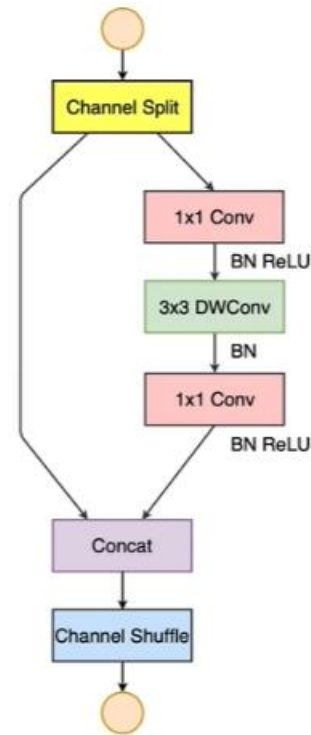 Channel Split
1x1 Conv
BN ReLU
3x3 DWConv
BN
1x1 Conv
BN ReLU
Concat
Channel Shuffle